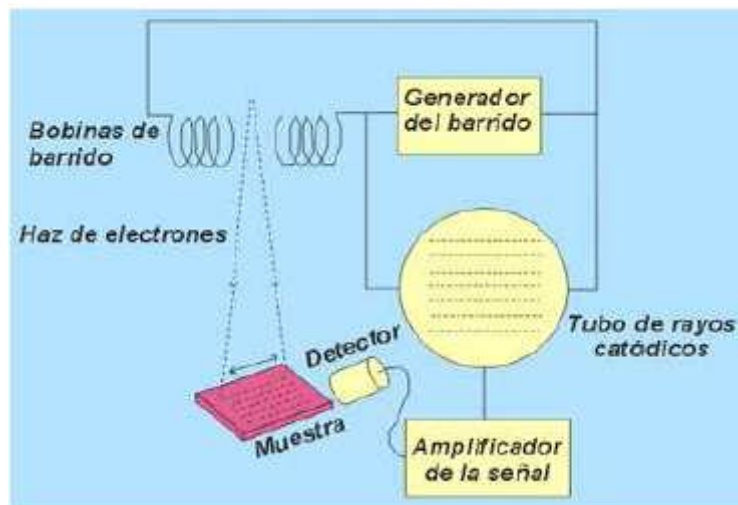 Bobinas de
barrido
Generador
del barrido
Haz de electrones
Detector
Tubo de rayos
catódicos
Muestra
Amplificador
de la señal